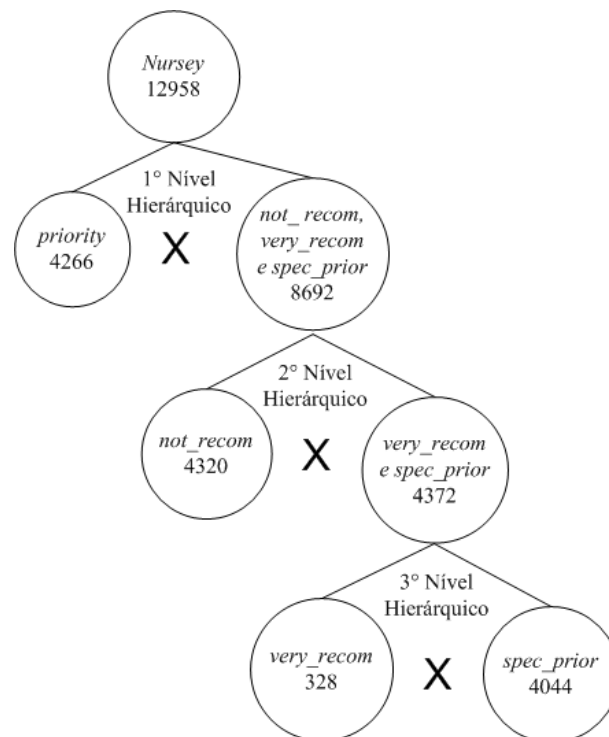 Nursey
12958
1° Nível
Hierárquico
priority
4266
X
not_ recom,
very_recom
e spec_prior
8692
2° Nível
Hierárquico
not_recom
4320
X
very_recom
e spec_prior
4372
3° Nível
Hierárquico
very_recom
328
X
spec_prior
4044